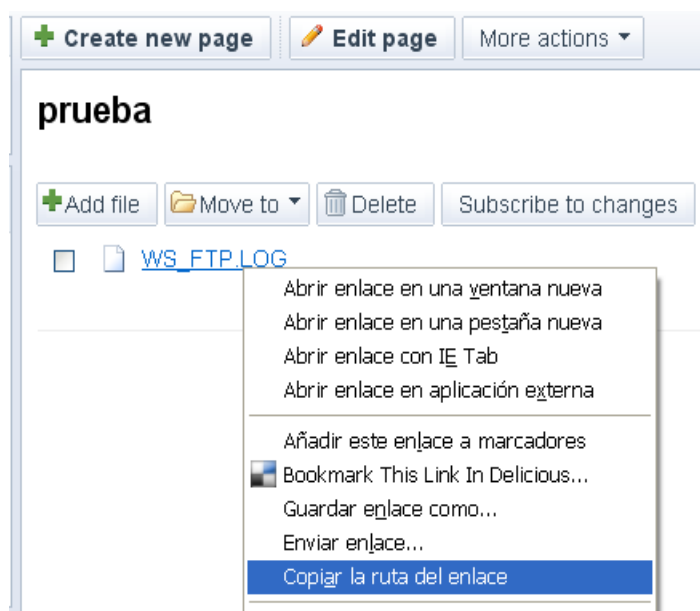 Create new page Edit page More actions
prueba
Add file Move to Delete Subscribe to changes
WS_FTP.LOG
Abrir enlace en una ventana nueva
Abrir enlace en una pestaña nueva
Abrir enlace con IE Tab
Abrir enlace en aplicación externa
Añadir este enlace a marcadores
Bookmark This Link In Delicious...
Guardar enlace como...
Enviar enlace...
Copiar la ruta del enlace